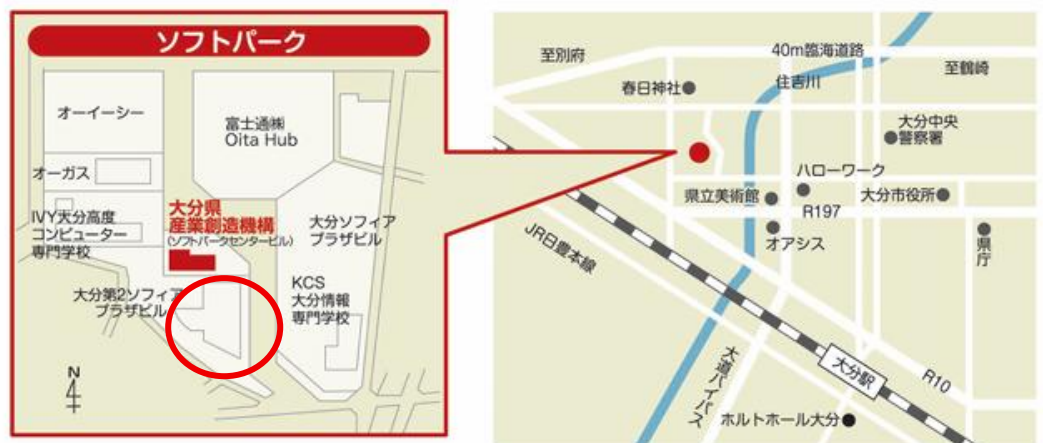 ソフトパーク
オーイーシー
富士通㈱
Oita Hub
オーガス
IVY大分高度
コンピューター
専門学校
大分県
産業創造機構
(ソフトパークセンタービル)
大分ソフィア
プラザビル
大分第2ソフィア
プラザビル
KCS
大分情報
専門学校
N
至別府
40m臨海道路
至鶴崎
住吉川
春日神社
大分中央
警察署
ハローワーク
県立美術館
大分市役所
R197
オアシス
県庁
JR日豊本線
大分駅
R10
大道バイパス
ホルトホール大分